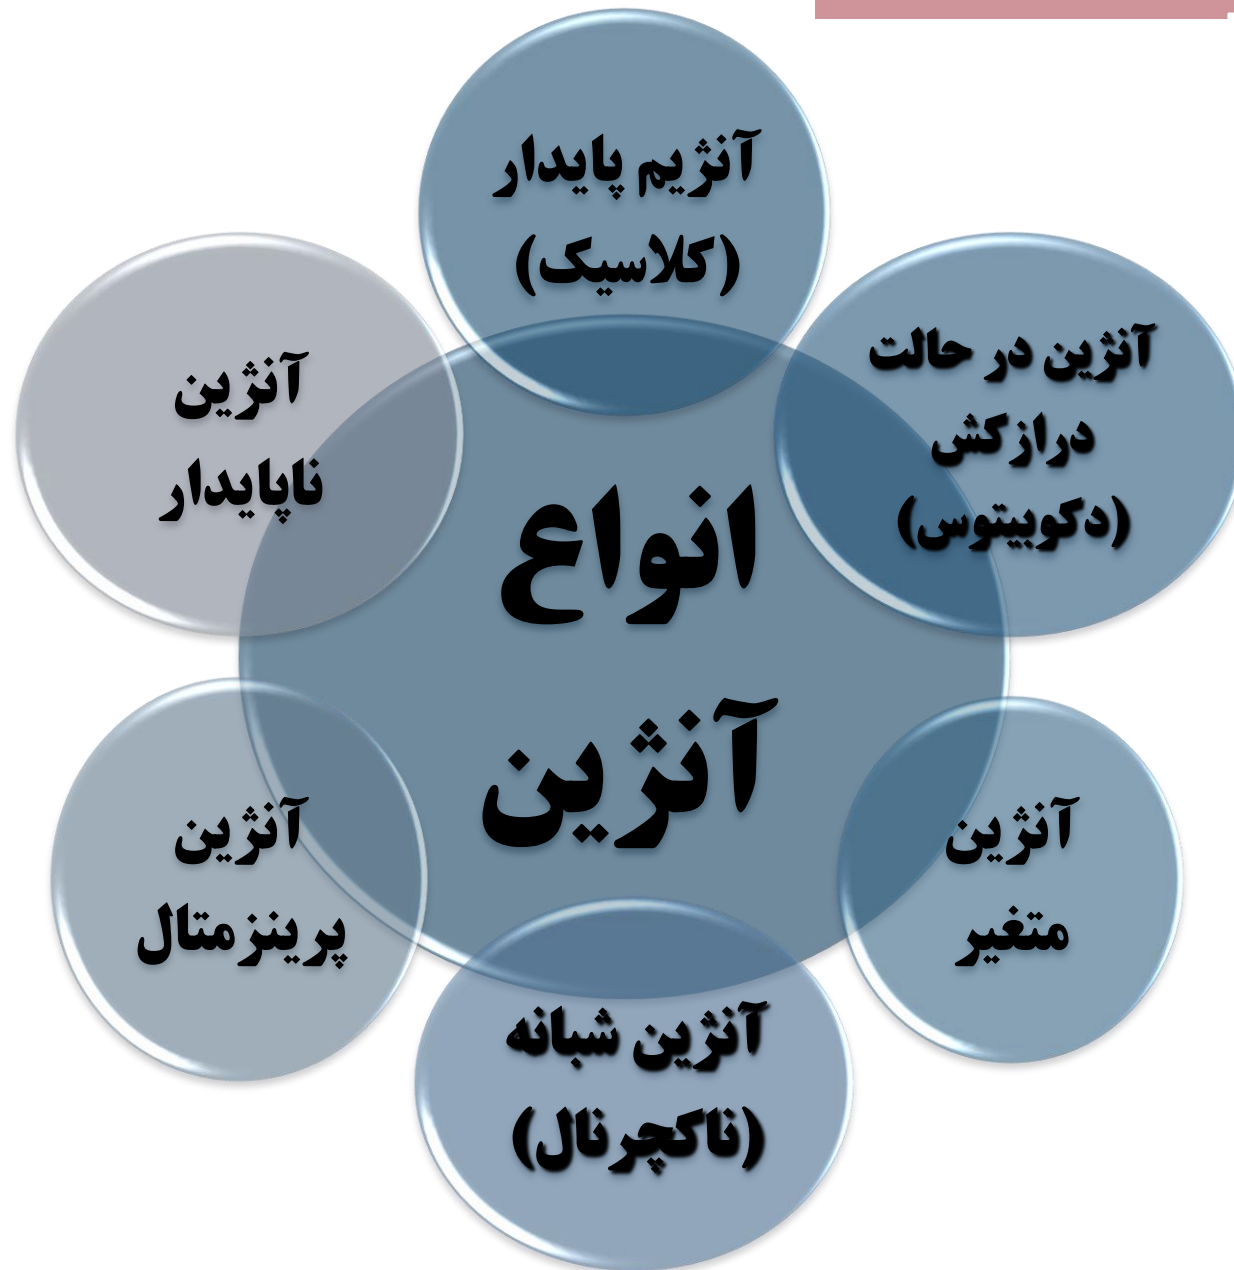 انواع
آنژین
آنژیم پایدار
(کلاسیک)
آنژین در حالت
درازکش
(دکوبیتوس)
آنژین
متغیر
آنژین شبانه
(ناکچرنال)
آنژین
پرینزمتال
آنژین
ناپایدار